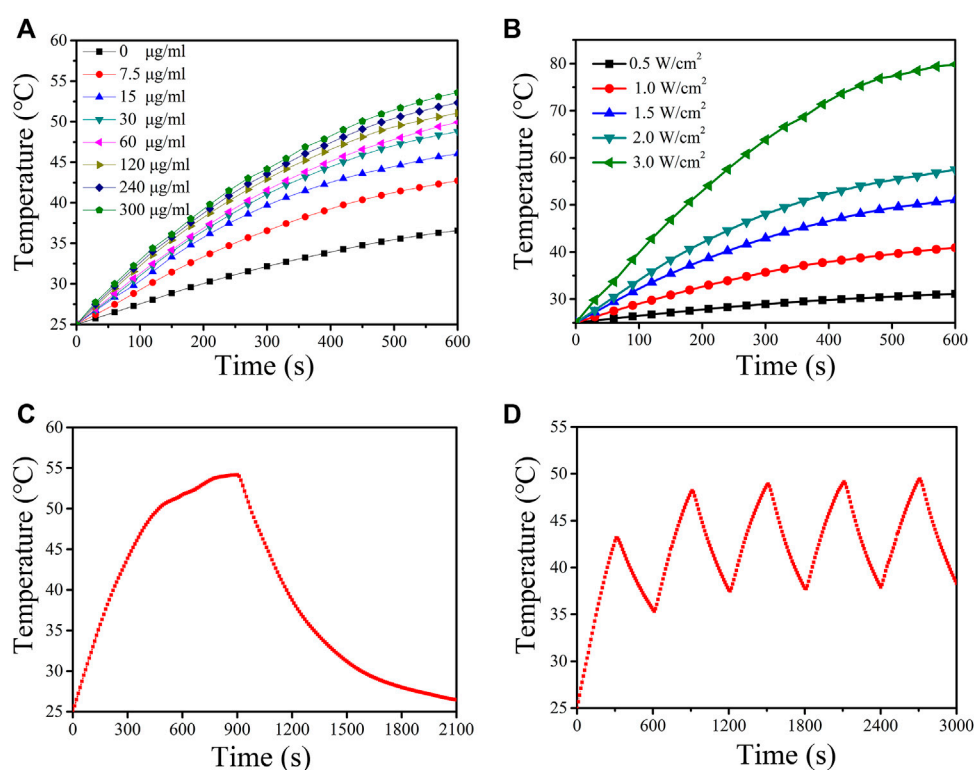 A
60
55
50
45
40
35
30
25
0 μg/ml
7.5 μg/ml
15 μg/ml
30 μg/ml
60 μg/ml
120 μg/ml
240 μg/ml
300 μg/ml
Temperature (℃)
0 100 200 300 400 500 600
Time (s)
B
80
70
60
50
40
30
0.5 W/cm²
1.0 W/cm²
1.5 W/cm²
2.0 W/cm²
3.0 W/cm²
Temperature (℃)
0 100 200 300 400 500 600
Time (s)
C
60
55
50
45
40
35
30
25
Temperature (℃)
0 300 600 900 1200 1500 1800 2100
Time (s)
D
55
50
45
40
35
30
25
Temperature (℃)
0 600 1200 1800 2400 3000
Time (s)